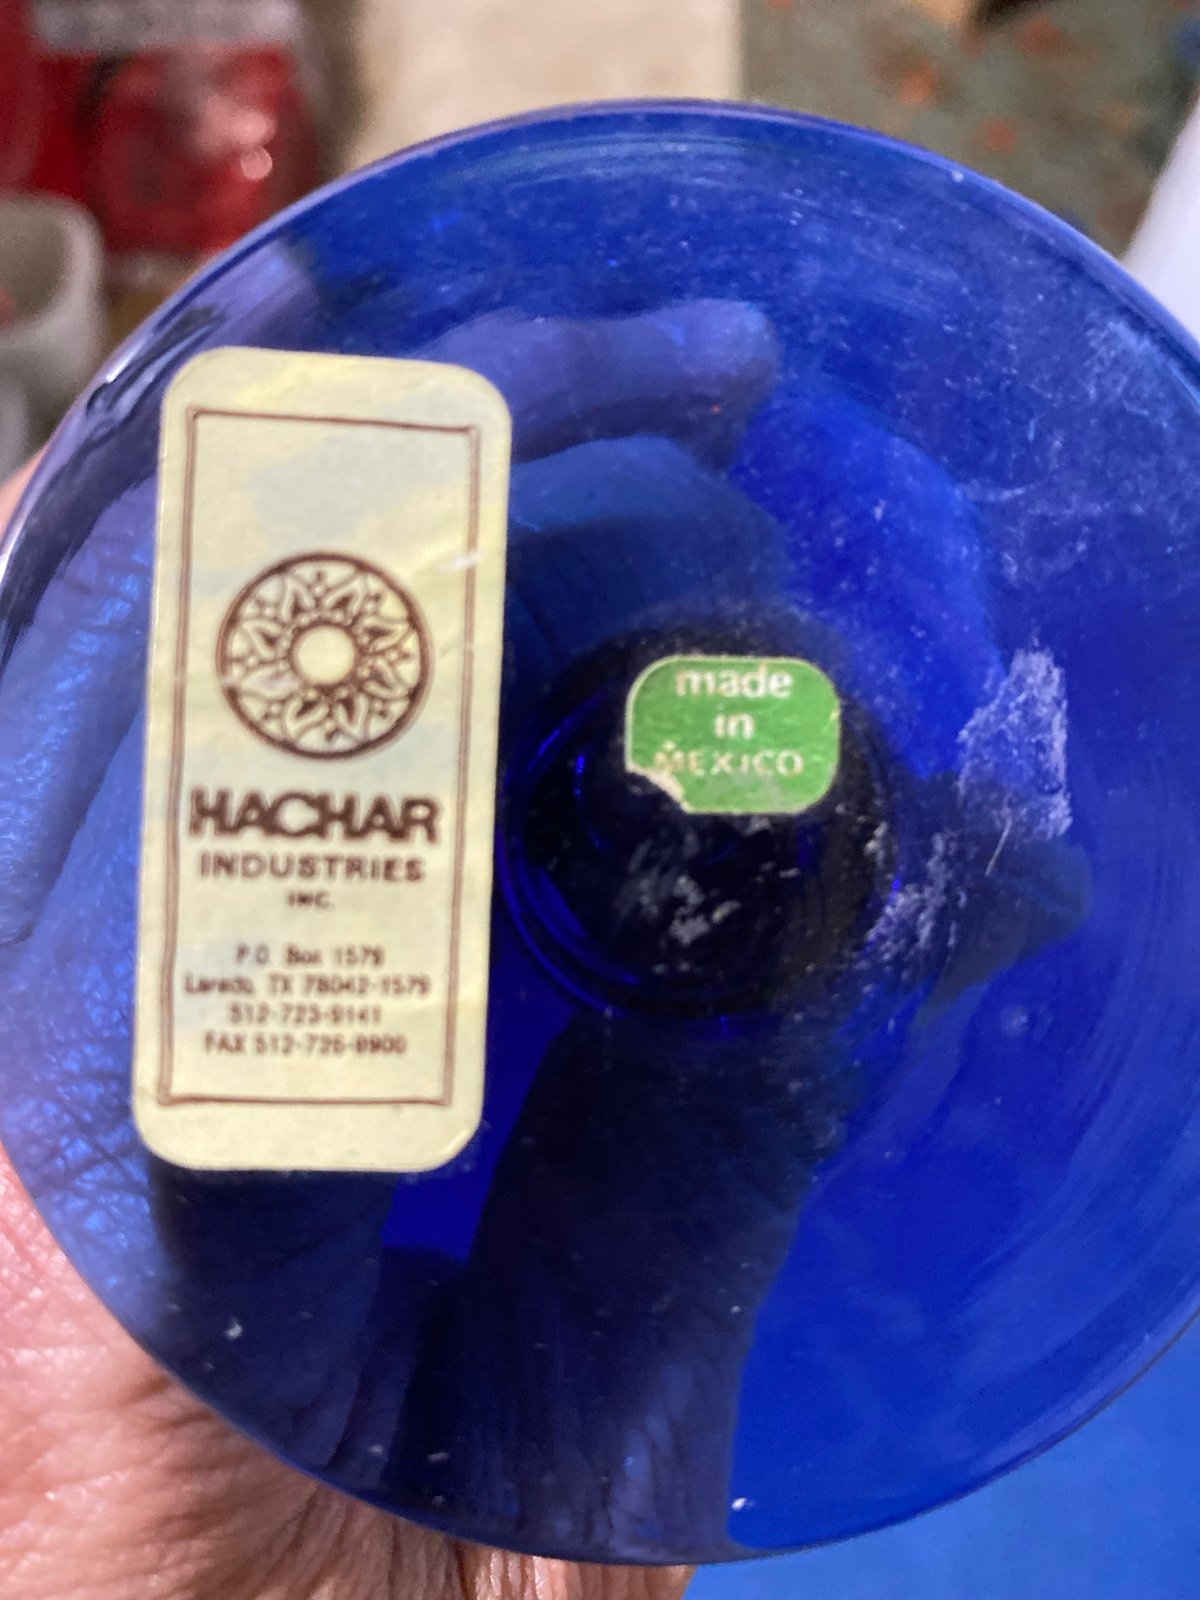 HACHAR
INDUSTRIES
INC.
P.O. Box 1579
Laredo, TX 78042-1579
512-723-9141
FAX 512-726-8900
made
in
MEXICO